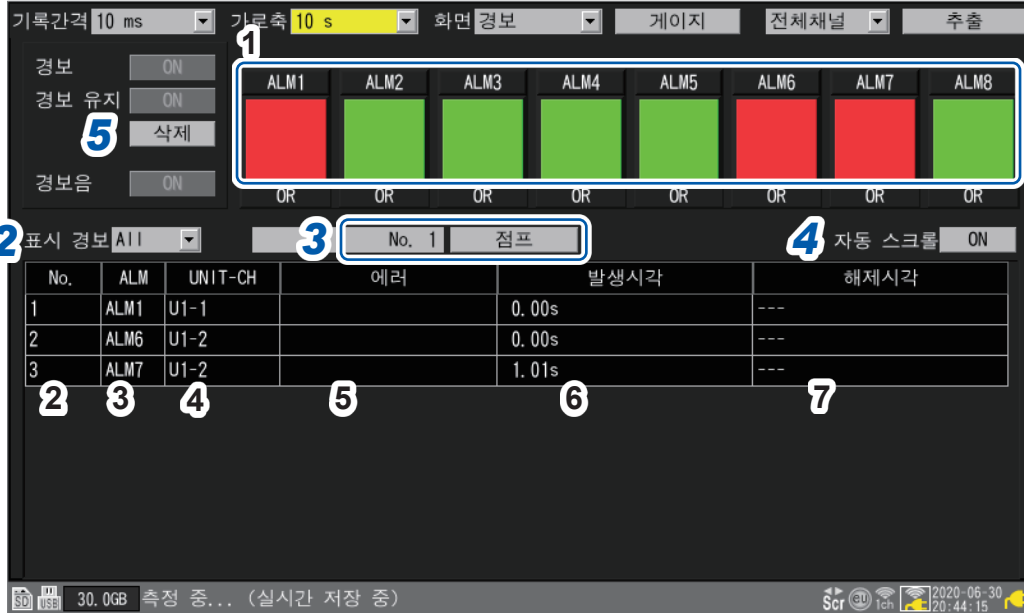 기록간격 10 ms 가로축 10 s 화면 경보 게이지 전체채널 추출
1
경보 ON
경보 유지 ON
5 삭제
경보음 ON
ALM1 ALM2 ALM3 ALM4 ALM5 ALM6 ALM7 ALM8
OR OR OR OR OR OR OR OR
2 표시 경보 All 3 No. 1 점프 4 자동 스크롤 ON
No. ALM UNIT-CH 에러 발생시각 해제시각
1 ALM1 U1-1 0.00s ---
2 ALM6 U1-2 0.00s ---
3 ALM7 U1-2 1.01s ---
2 3 4 5 6 7
SD USB 30.0GB 측정 중... (실시간 저장 중) Scr EU 1ch 2020-06-30
20:44:15